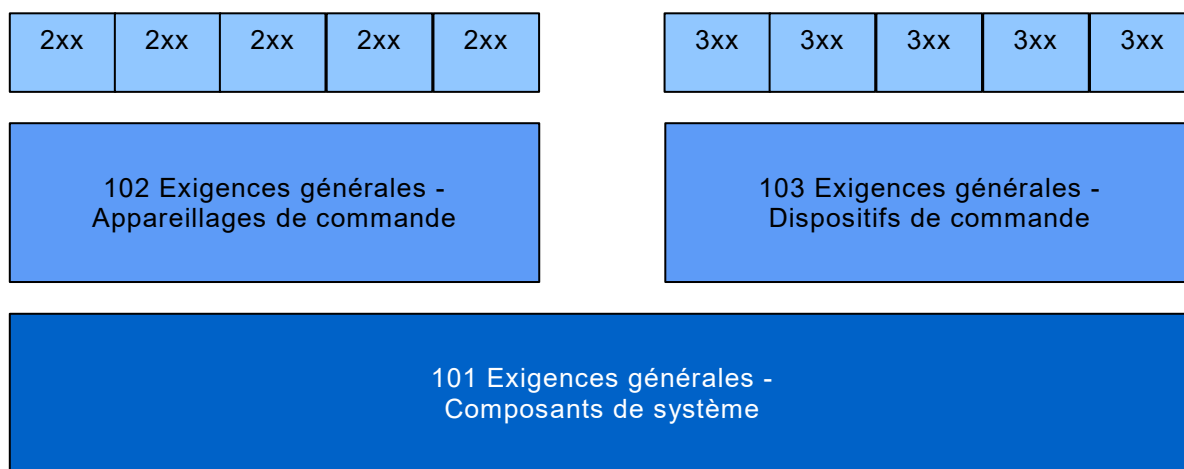 2xx 2xx 2xx 2xx 2xx 3xx 3xx 3xx 3xx 3xx
102 Exigences générales -
Appareillages de commande
103 Exigences générales -
Dispositifs de commande
101 Exigences générales -
Composants de système